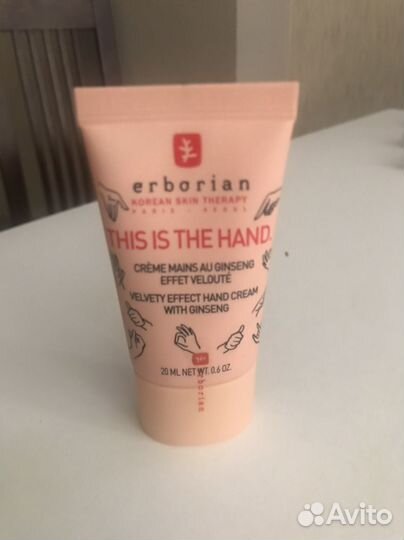 erborian
KOREAN SKIN THERAPY
PARIS - SEOUL
THIS IS THE HAND.
CRÈME MAINS AU GINSENG
EFFET VELOUTÉ
VELVETY EFFECT HAND CREAM
WITH GINSENG
20 ML NET WT. 0.6 OZ.
erborian
Avito